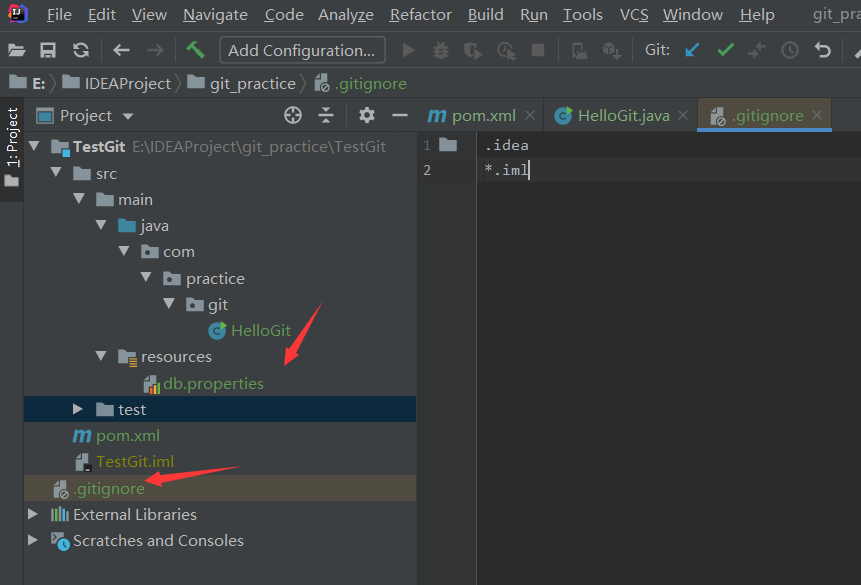 File Edit View Navigate Code Analyze Refactor Build Run Tools VCS Window Help git_pra
Add Configuration... Git:
E: IDEAProject git_practice .gitignore
1: Project
Project
pom.xml HelloGit.java .gitignore
TestGit E:\IDEAProject\git_practice\TestGit
1 .idea
src
2 *.iml
main
java
com
practice
git
HelloGit
resources
db.properties
test
pom.xml
TestGit.iml
.gitignore
External Libraries
Scratches and Consoles